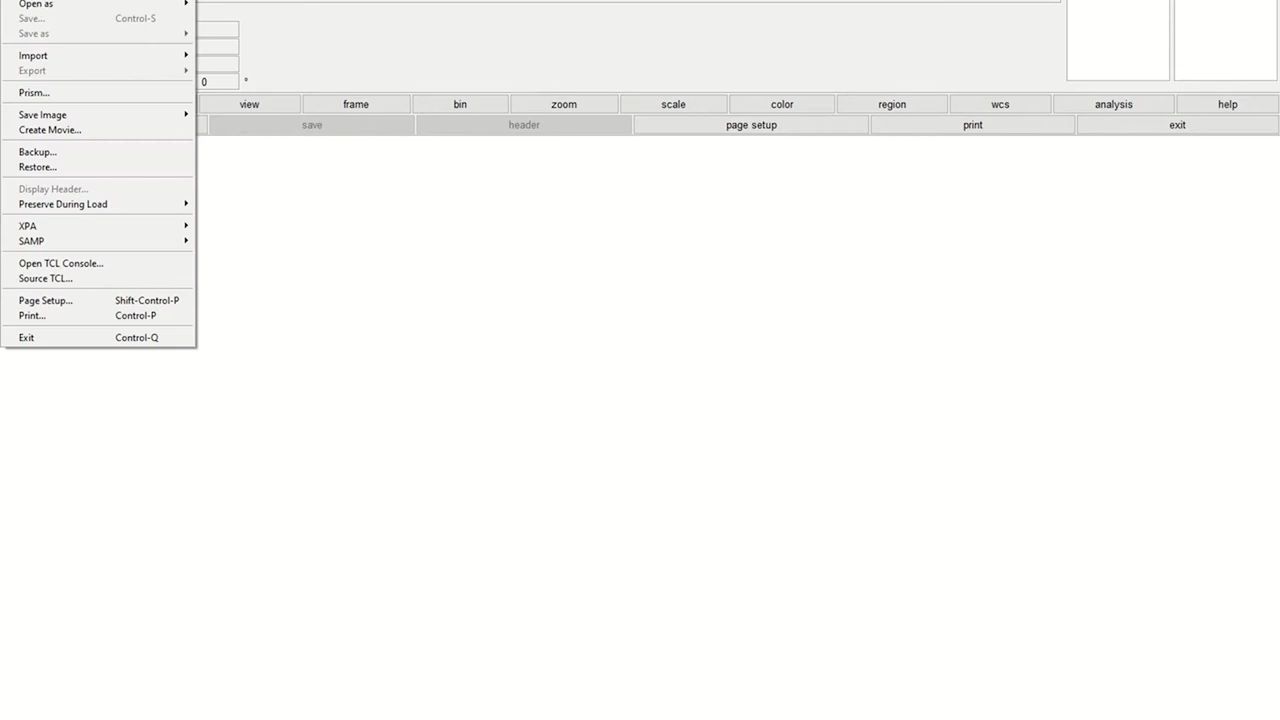 Open as
Save... Control-S
Save as
Import
Export
0 °
Prism...
view frame bin zoom scale color region wcs analysis help
Save Image
save header page setup print exit
Create Movie...
Backup...
Restore...
Display Header...
Preserve During Load
XPA
SAMP
Open TCL Console...
Source TCL...
Page Setup... Shift-Control-P
Print... Control-P
Exit Control-Q